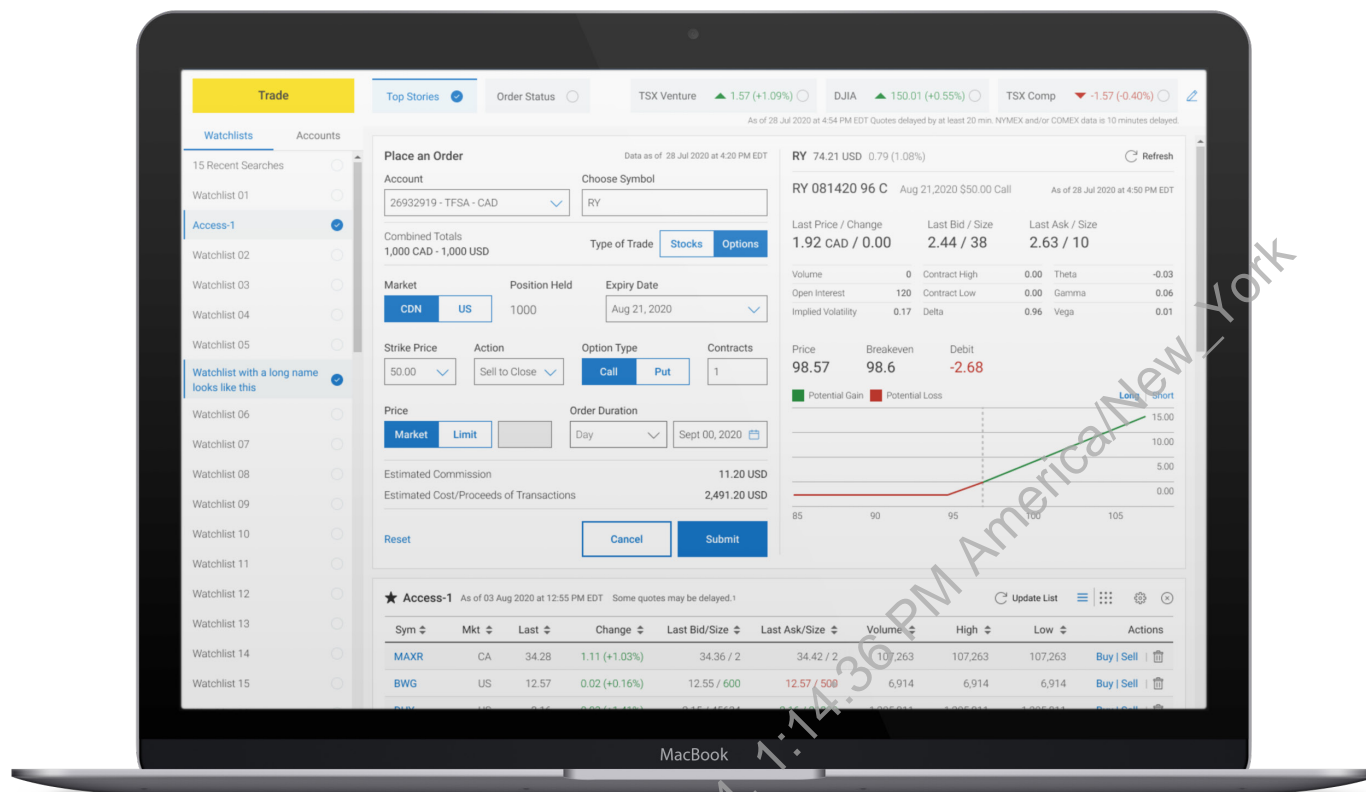 Trade
Top Stories
Order Status
TSX Venture 1.57 (+1.09%)
DJIA 150.01 (+0.55%)
TSX Comp -1.57 (-0.40%)
As of 28 Jul 2020 at 4:54 PM EDT Quotes delayed by at least 20 min. NYMEX and/or COMEX data is 10 minutes delayed.
Watchlists Accounts
15 Recent Searches
Watchlist 01
Access-1
Watchlist 02
Watchlist 03
Watchlist 04
Watchlist 05
Watchlist with a long name
looks like this
Watchlist 06
Watchlist 07
Watchlist 08
Watchlist 09
Watchlist 10
Watchlist 11
Watchlist 12
Watchlist 13
Watchlist 14
Watchlist 15
Place an Order Data as of 28 Jul 2020 at 4:20 PM EDT
Account Choose Symbol
26932919 - TFSA - CAD RY
Combined Totals
1,000 CAD - 1,000 USD
Type of Trade Stocks Options
Market Position Held Expiry Date
CDN US 1000 Aug 21, 2020
Strike Price Action Option Type Contracts
50.00 Sell to Close Call Put 1
Price Order Duration
Market Limit Day Sept 00, 2020
Estimated Commission 11.20 USD
Estimated Cost/Proceeds of Transactions 2,491.20 USD
Reset Cancel Submit
RY 74.21 USD 0.79 (1.08%) Refresh
RY 081420 96 C Aug 21,2020 $50.00 Call As of 28 Jul 2020 at 4:50 PM EDT
Last Price / Change Last Bid / Size Last Ask / Size
1.92 CAD / 0.00 2.44 / 38 2.63 / 10
Volume 0 Contract High 0.00 Theta -0.03
Open Interest 120 Contract Low 0.00 Gamma 0.06
Implied Volatility 0.17 Delta 0.96 Vega 0.01
Price Breakeven Debit
98.57 98.6 -2.68
Potential Gain Potential Loss Long Short
15.00
10.00
5.00
0.00
85 90 95 100 105
Access-1 As of 03 Aug 2020 at 12:55 PM EDT Some quotes may be delayed.1 Update List
Sym Mkt Last Change Last Bid/Size Last Ask/Size Volume High Low Actions
MAXR CA 34.28 1.11 (+1.03%) 34.36 / 2 34.42 / 2 107,263 107,263 107,263 Buy | Sell
BWG US 12.57 0.02 (+0.16%) 12.55 / 600 12.57 / 500 6,914 6,914 6,914 Buy | Sell
MacBook
1:14:36 PM America/New_York